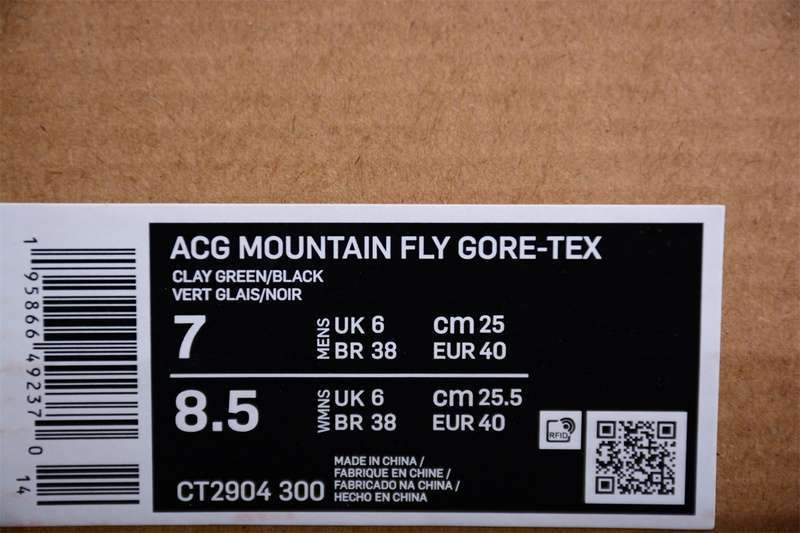 ACG MOUNTAIN FLY GORE-TEX
CLAY GREEN/BLACK
VERT GLAIS/NOIR
7
MENS
UK 6 cm 25
BR 38 EUR 40
8.5
WMNS
UK 6 cm 25.5
BR 38 EUR 40
RFID
CT2904 300
MADE IN CHINA /
FABRIQUE EN CHINE /
FABRICADO NA CHINA /
HECHO EN CHINA
1 95866 49237 0 14